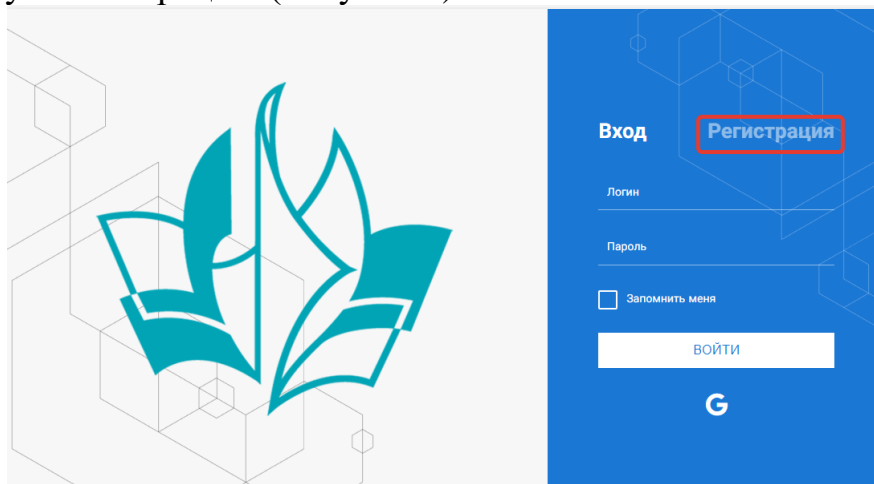 Вход Регистрация
Логин
Пароль
Запомнить меня
ВОЙТИ
G